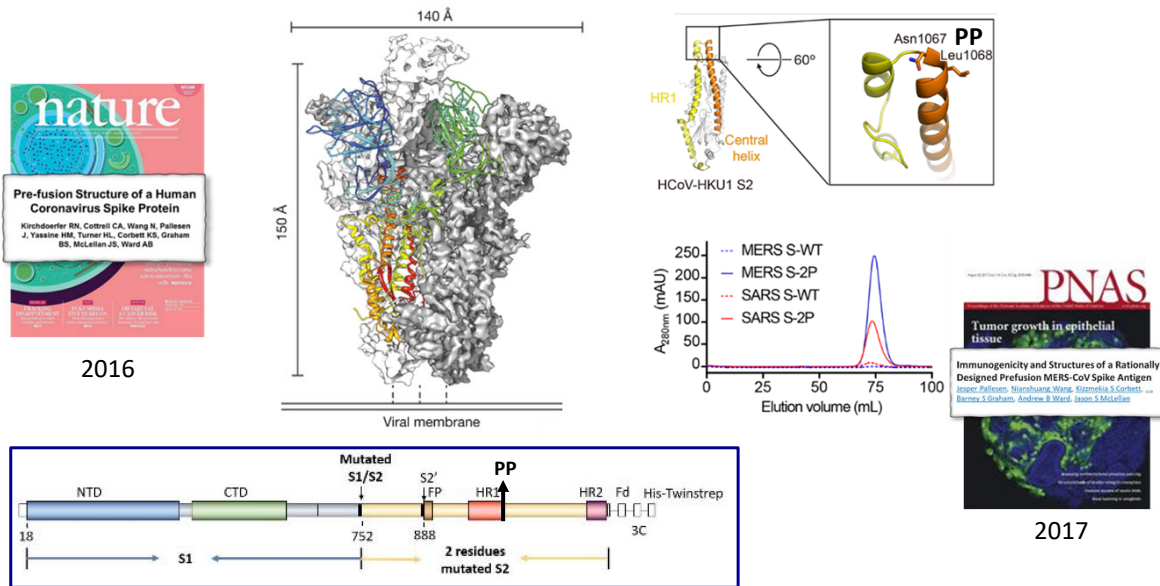 nature
Pre-fusion Structure of a Human
Coronavirus Spike Protein
Kirchdoerfer RN, Cottrell CA, Wang N, Pallesen
J, Yassine HM, Turner HL, Corbett KS, Graham
BS, McLellan JS, Ward AB
2016
140 Å
150 Å
Viral membrane
HR1
Central
helix
HCoV-HKU1 S2
60º
Asn1067
PP
Leu1068
MERS S-WT
MERS S-2P
SARS S-WT
SARS S-2P
A280nm (mAU)
250
200
150
100
50
0
0
25
50
75
100
Elution volume (mL)
PNAS
Tumor growth in epithelial
tissue
Immunogenicity and Structures of a Rationally
Designed Prefusion MERS-CoV Spike Antigen
Jesper Pallesen, Nianshuang Wang, Kizzmekia S Corbett, ...
Barney S Graham, Andrew B Ward, Jason S McLellan
2017
Mutated
S1/S2
S2'
PP
NTD
CTD
FP
HR1
HR2
Fd
His-Twinstrep
3C
18
752
888
S1
2 residues
mutated S2